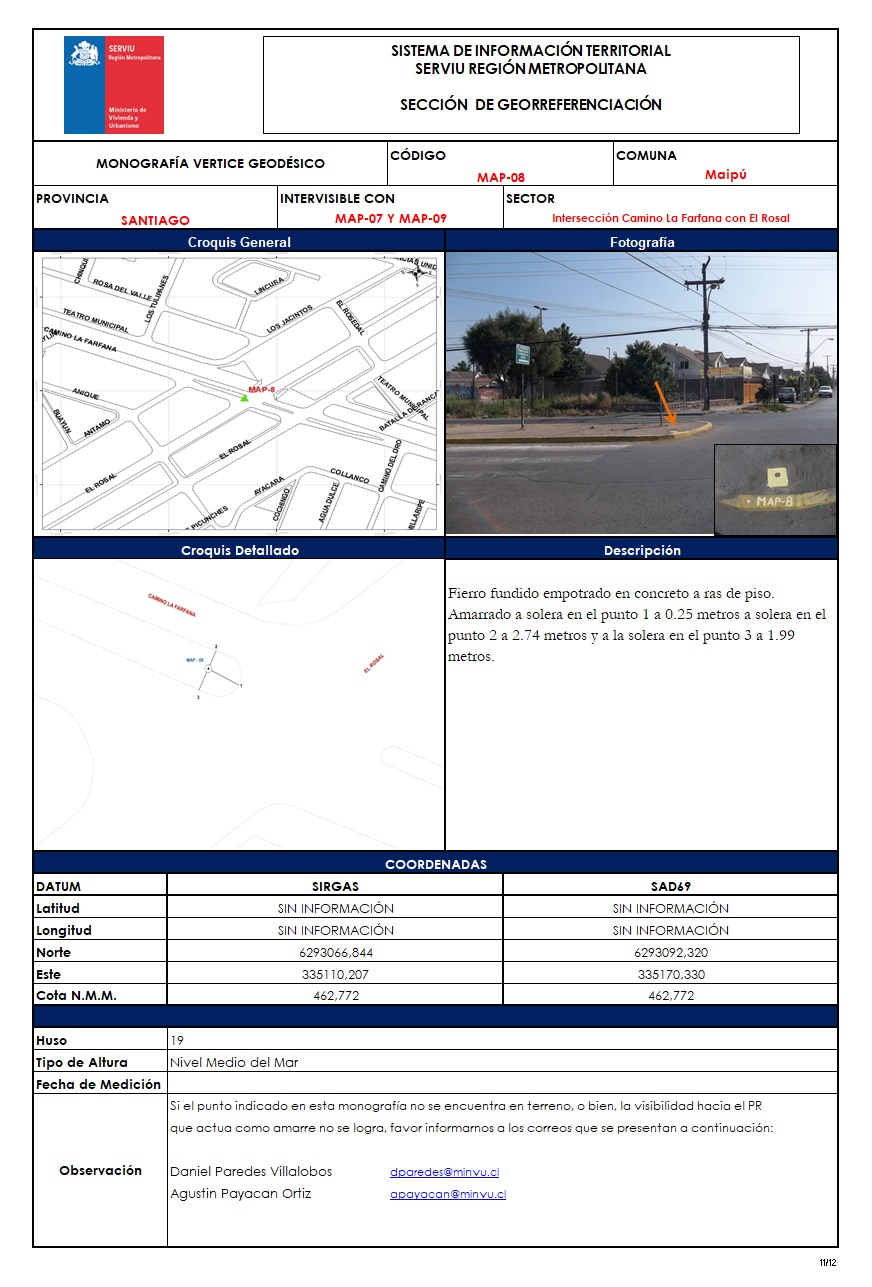 SERVIU
Región Metropolitana
Ministerio de
Vivienda y
Urbanismo
SISTEMA DE INFORMACIÓN TERRITORIAL
SERVIU REGIÓN METROPOLITANA
SECCIÓN DE GEORREFERENCIACIÓN
MONOGRAFÍA VERTICE GEODÉSICO
CÓDIGO
MAP-08
COMUNA
Maipú
PROVINCIA
SANTIAGO
INTERVISIBLE CON
MAP-07 Y MAP-09
SECTOR
Intersección Camino La Farfana con El Rosal
Croquis General
Fotografía
ROSA DEL VALLE
LOS TULIPANES
LINCURA
TEATRO MUNICIPAL
CAMINO LA FARFANA
LOS JACINTOS
EL ROSEDAL
MAP-8
ANIQUE
ANTAMO
TEATRO MUNICIPAL
EL ROSAL
EL ROSAL
AYACARA
COLLANCO
COCHINGO
AGUA DULCE
CAMINO DEL ORO
PICUNCHES
MAP-8
Croquis Detallado
Descripción
CAMINO LA FARFANA
MAP - 08
2
1
3
EL ROSAL
Fierro fundido empotrado en concreto a ras de piso.
Amarrado a solera en el punto 1 a 0.25 metros a solera en el
punto 2 a 2.74 metros y a la solera en el punto 3 a 1.99
metros.
COORDENADAS
DATUM SIRGAS SAD69
Latitud SIN INFORMACIÓN SIN INFORMACIÓN
Longitud SIN INFORMACIÓN SIN INFORMACIÓN
Norte 6293066,844 6293092,320
Este 335110,207 335170,330
Cota N.M.M. 462,772 462,772
Huso 19
Tipo de Altura Nivel Medio del Mar
Fecha de Medición
Observación
Si el punto indicado en esta monografía no se encuentra en terreno, o bien, la visibilidad hacia el PR
que actua como amarre no se logra, favor informarnos a los correos que se presentan a continuación:
Daniel Paredes Villalobos dparedes@minvu.cl
Agustin Payacan Ortiz apayacan@minvu.cl
11/12